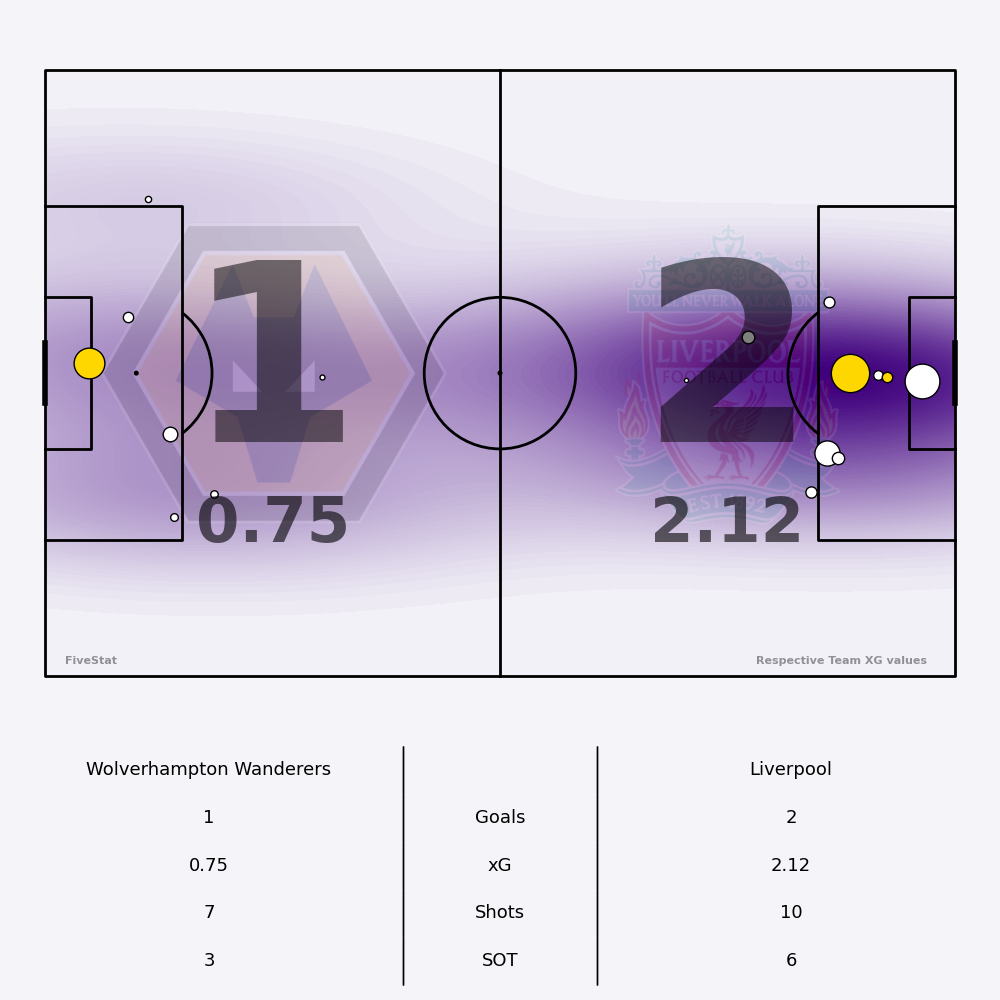 1
2
YOU'LL NEVER WALK ALONE
LIVERPOOL
FOOTBALL CLUB
EST
0.75
2.12
FiveStat
Respective Team XG values
Wolverhampton Wanderers
Liverpool
1
Goals
2
0.75
xG
2.12
7
Shots
10
3
SOT
6